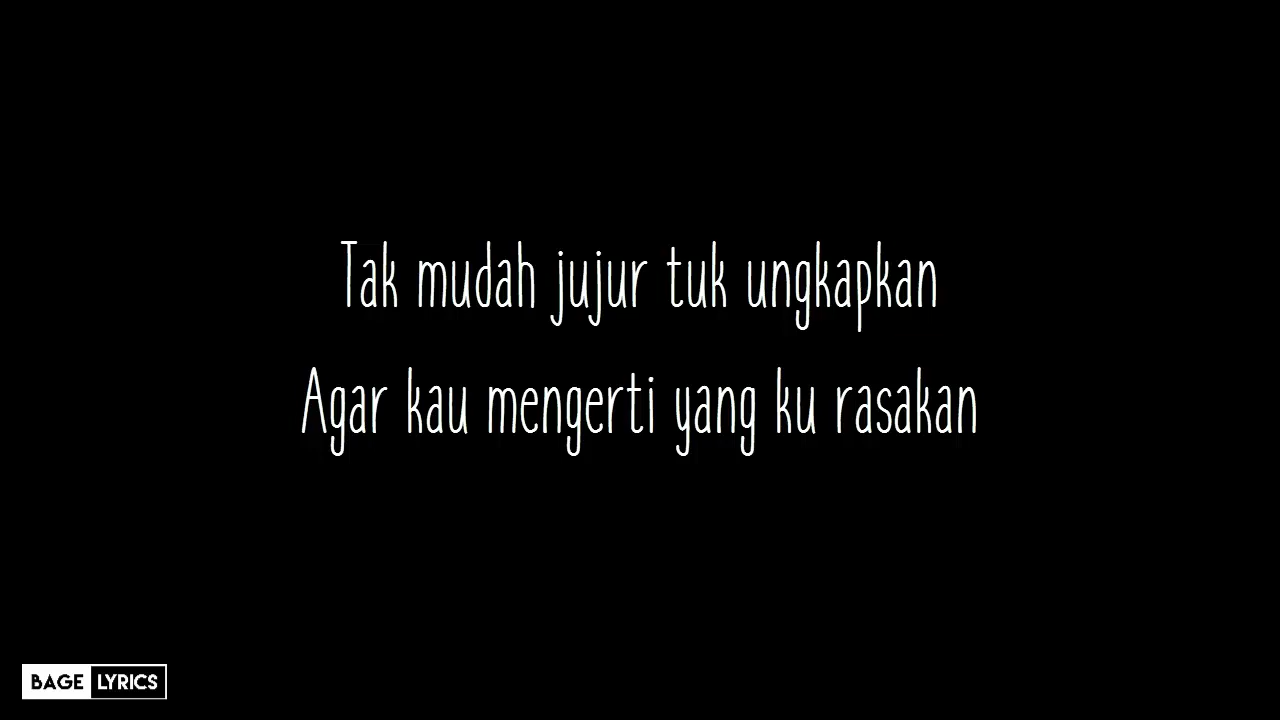 Tak mudah jujur tuk ungkapkan
Agar kau mengerti yang ku rasakan
BAGE LYRICS